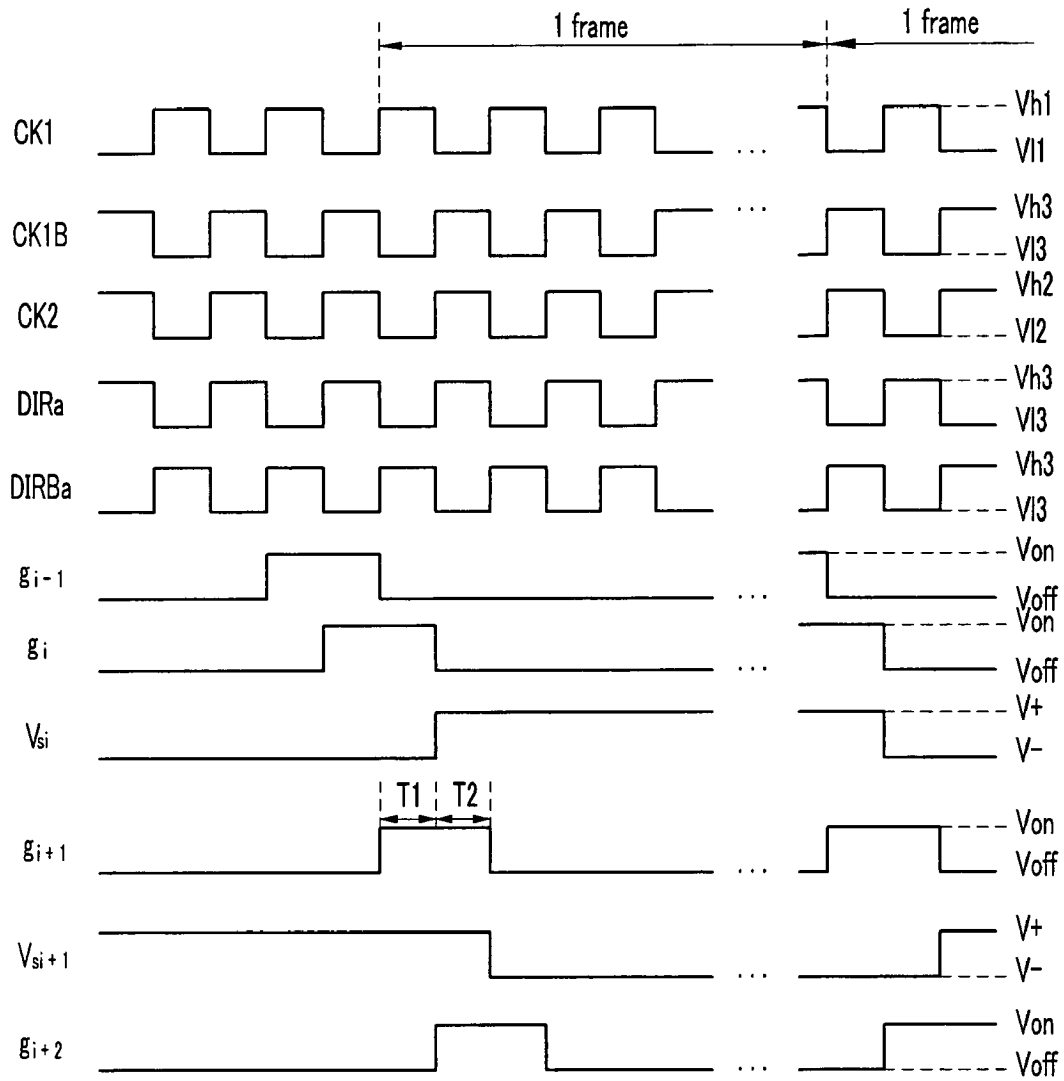 1 frame 1 frame
CK1 ... Vh1
Vl1
CK1B ... Vh3
Vl3
CK2 Vh2
Vl2
DIRa Vh3
Vl3
DIRBa Vh3
Vl3
gi-1 ... Von
Voff
gi ... Von
Voff
Vsi V+
V-
T1 T2
gi+1 ... Von
Voff
Vsi+1 ... V+
V-
gi+2 ... Von
Voff